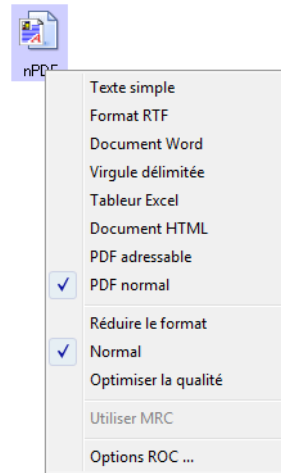 nPDF
Texte simple
Format RTF
Document Word
Virgule délimitée
Tableur Excel
Document HTML
PDF adressable
PDF normal
Réduire le format
Normal
Optimiser la qualité
Utiliser MRC
Options ROC ...